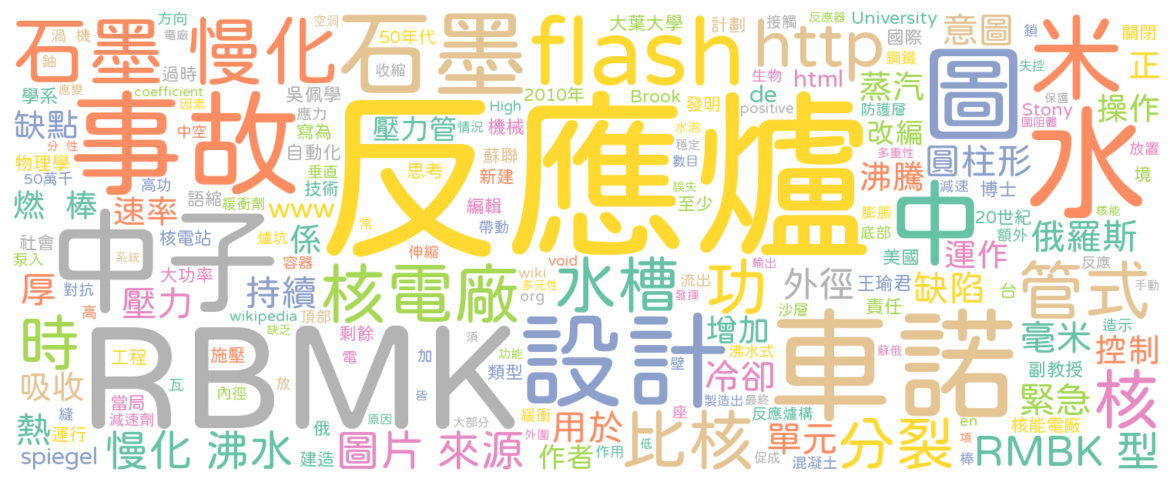 反應爐
RBMK
事故
水
石墨
慢化
石墨
flash
http
圖
米
中子
設計
車諾
中
核電廠
水槽
功
管式
比核
分裂
核
時
RMBK
型
方向
電廠
渦
機
空洞
50年代
收縮
大葉大學
計劃
接觸
反應器
University
國際
鋼鐵
意圖
鎖
失控
關閉
正
鈾
過時
應變
學系
coefficient
因素
吳佩學
應力
寫為
High
情況
機械
2010年
Brook
發明
生物
positive
html
de
蒸汽
防護層
改編
多重性
Stony
圍阻體
保護
操作
放置
缺點
分
性
中空
自動化
壓力管
蘇聯
水泡
穩定
數目
圓柱形
境
物理學
50萬千
高功
垂直
技術
思考
新建
誤失
至少
沸騰
減速
博士
燃
棒
速率
語縮
緩衝劑
www
常
編輯
帶動
膨脹
底部
20世紀
額外
核能
俄羅斯
運作
社會
泵入
系統
核電站
爐坑
係
伸縮
void
流出
輸出
外徑
美國
反應
厚
對抗
大功率
容器
持續
wiki
多元性
org
發揮
沙層
王瑜君
責任
缺陷
台
手動
高
壓力
wikipedia
缺乏
頂部
剩餘
須
增加
毫米
造示
工程
施壓
電
加
功能
類型
壁
沸水式
冷卻
蘇俄
副教授
控制
吸收
瓦
內徑
放
皆
製造出
最終
緊急
當局
減速劑
縫
原因
大部分
緩衝
座
反應爐構
en
核能電廠
熱
運行
俄
用於
外圍
單元
項
spiegel
慢化
沸水
建造
圖片
來源
作者
作用
低
促成
混凝土
棒